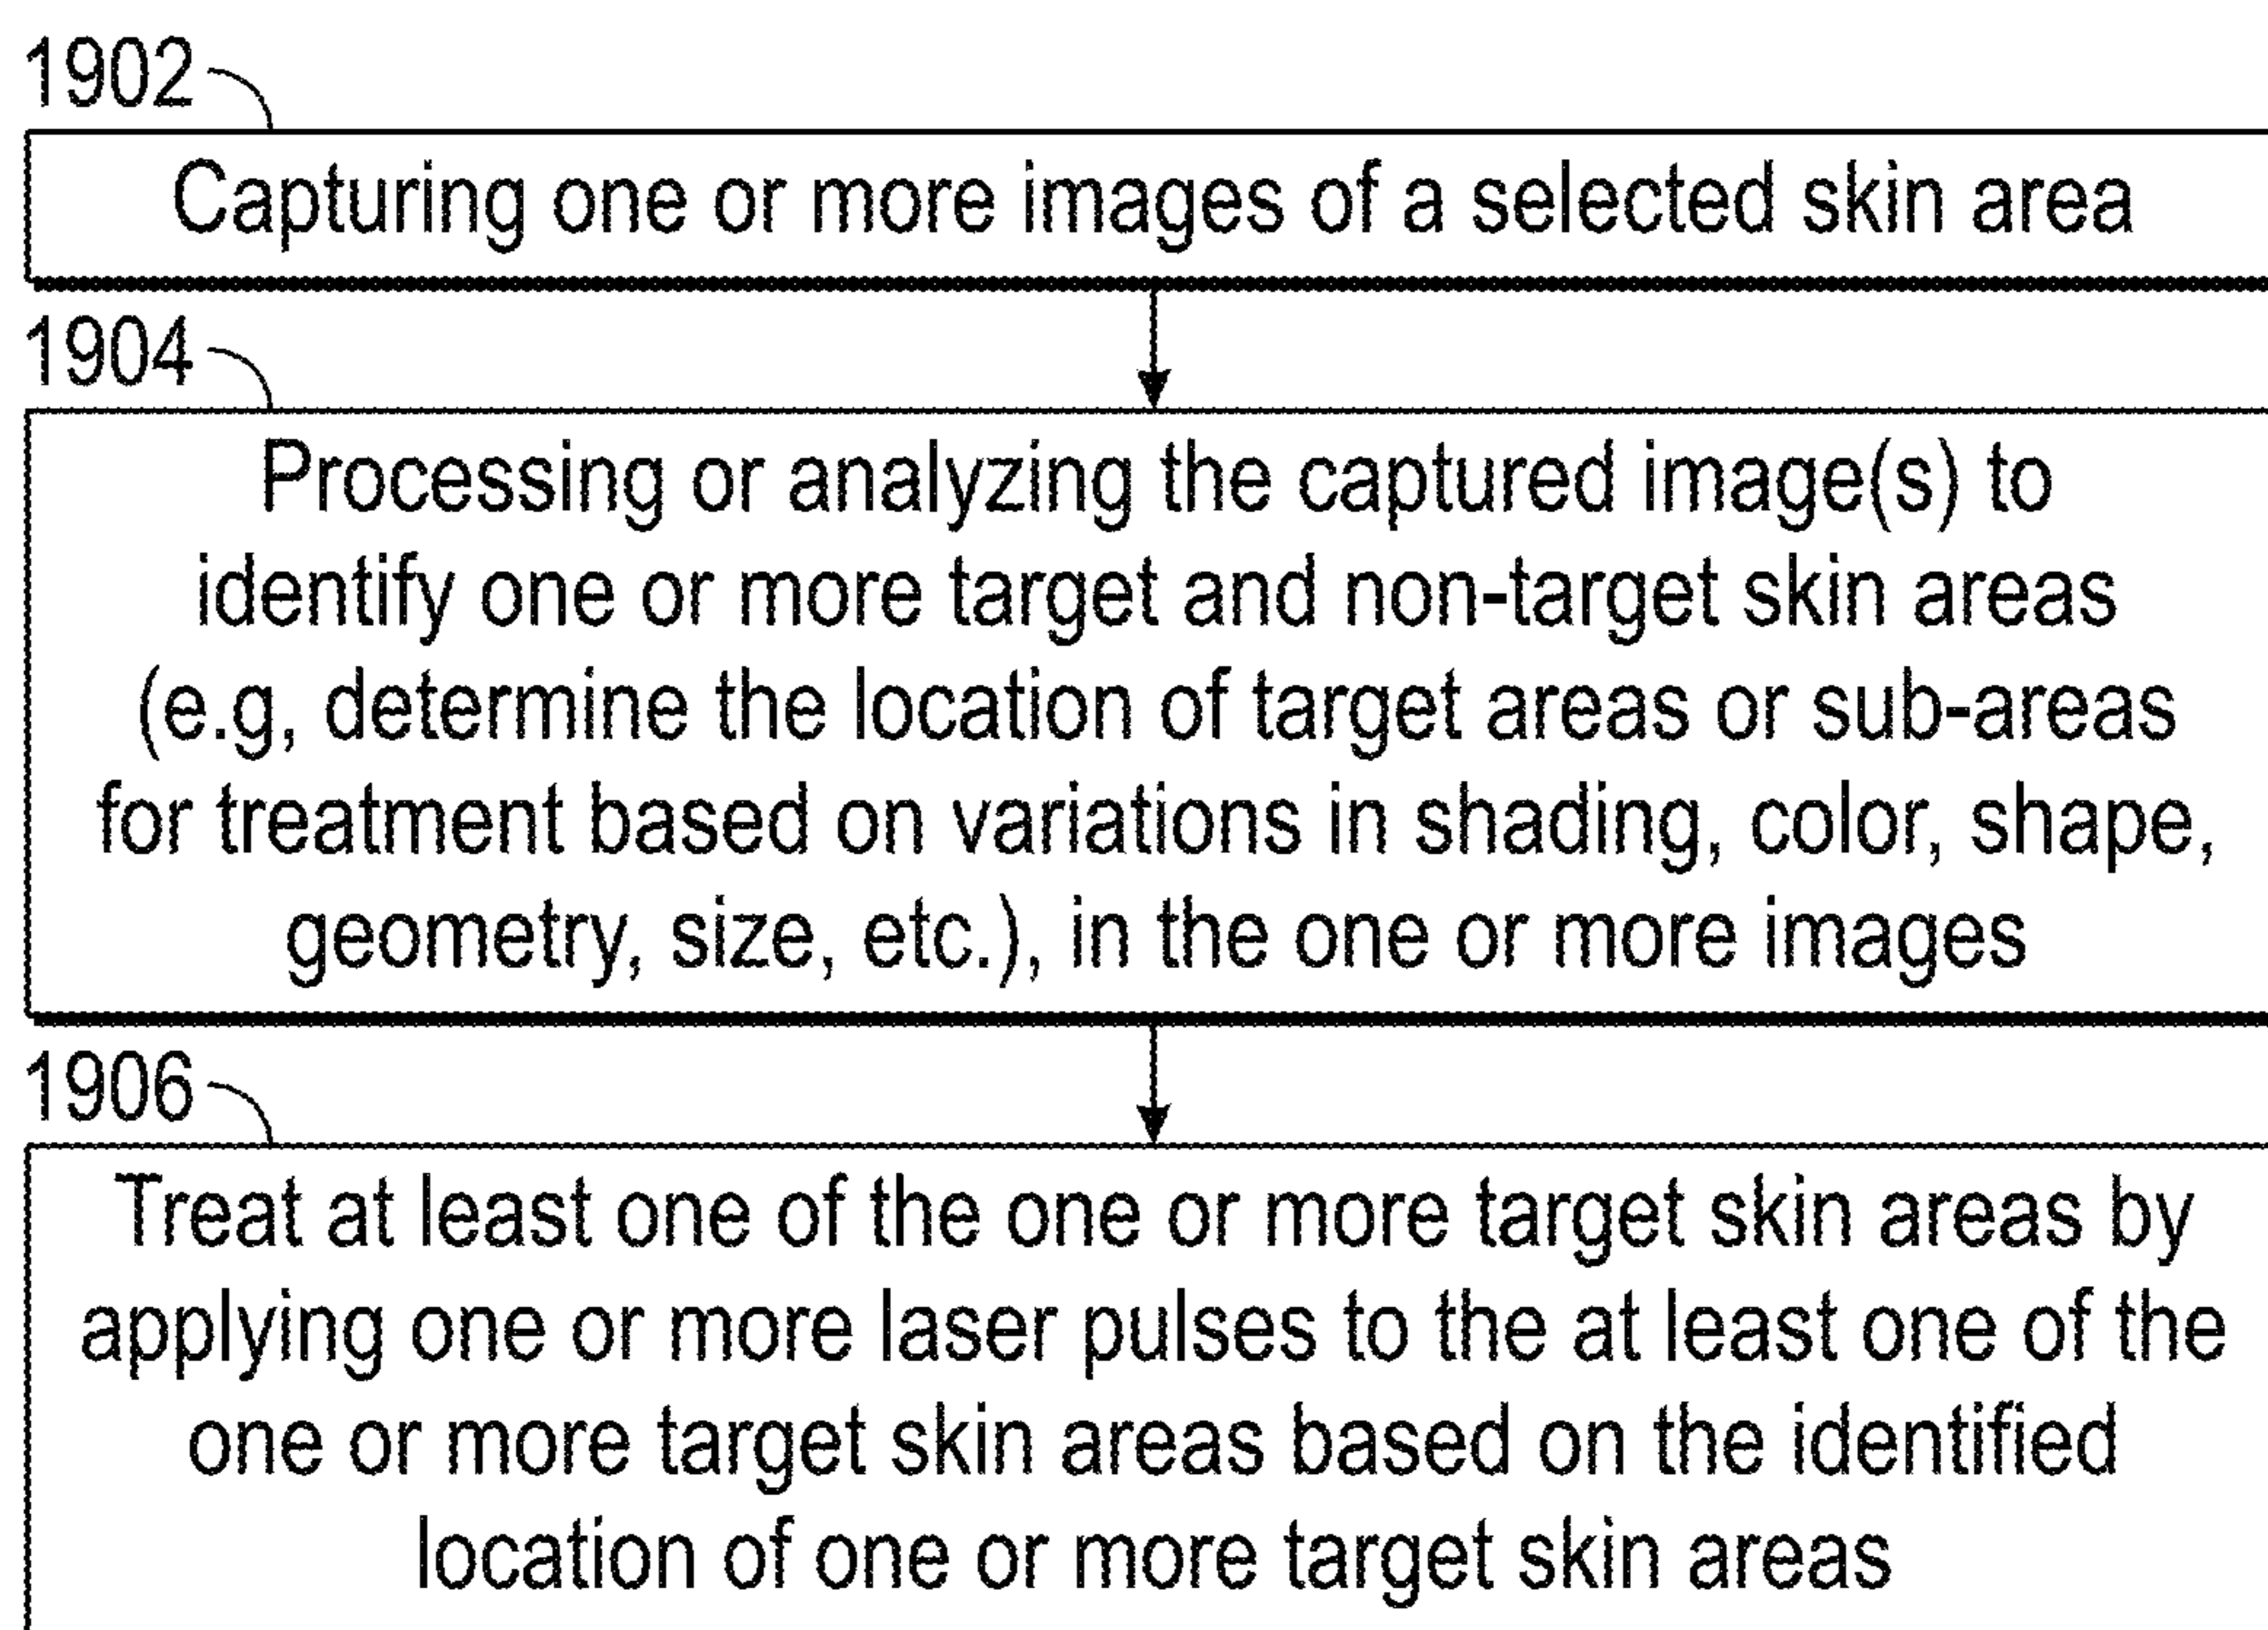 1902
Capturing one or more images of a selected skin area
1904
Processing or analyzing the captured image(s) to
identify one or more target and non-target skin areas
(e.g, determine the location of target areas or sub-areas
for treatment based on variations in shading, color, shape,
geometry, size, etc.), in the one or more images
1906
Treat at least one of the one or more target skin areas by
applying one or more laser pulses to the at least one of the
one or more target skin areas based on the identified
location of one or more target skin areas